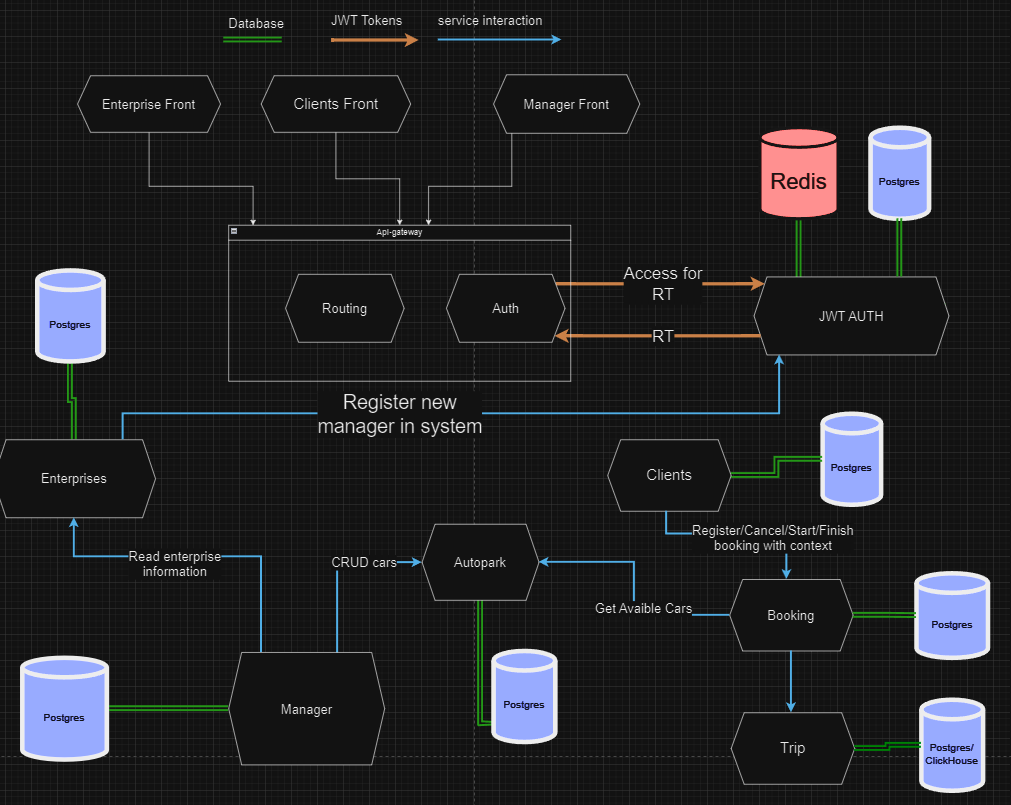 Database
JWT Tokens
service interaction
Enterprise Front
Clients Front
Manager Front
Redis
Postgres
Api-gateway
Routing
Auth
Access for
RT
RT
JWT AUTH
Postgres
Register new
manager in system
Enterprises
Clients
Postgres
Register/Cancel/Start/Finish
booking with context
Read enterprise
information
CRUD cars
Autopark
Get Avaible Cars
Booking
Postgres
Manager
Postgres
Postgres
Trip
Postgres/
ClickHouse